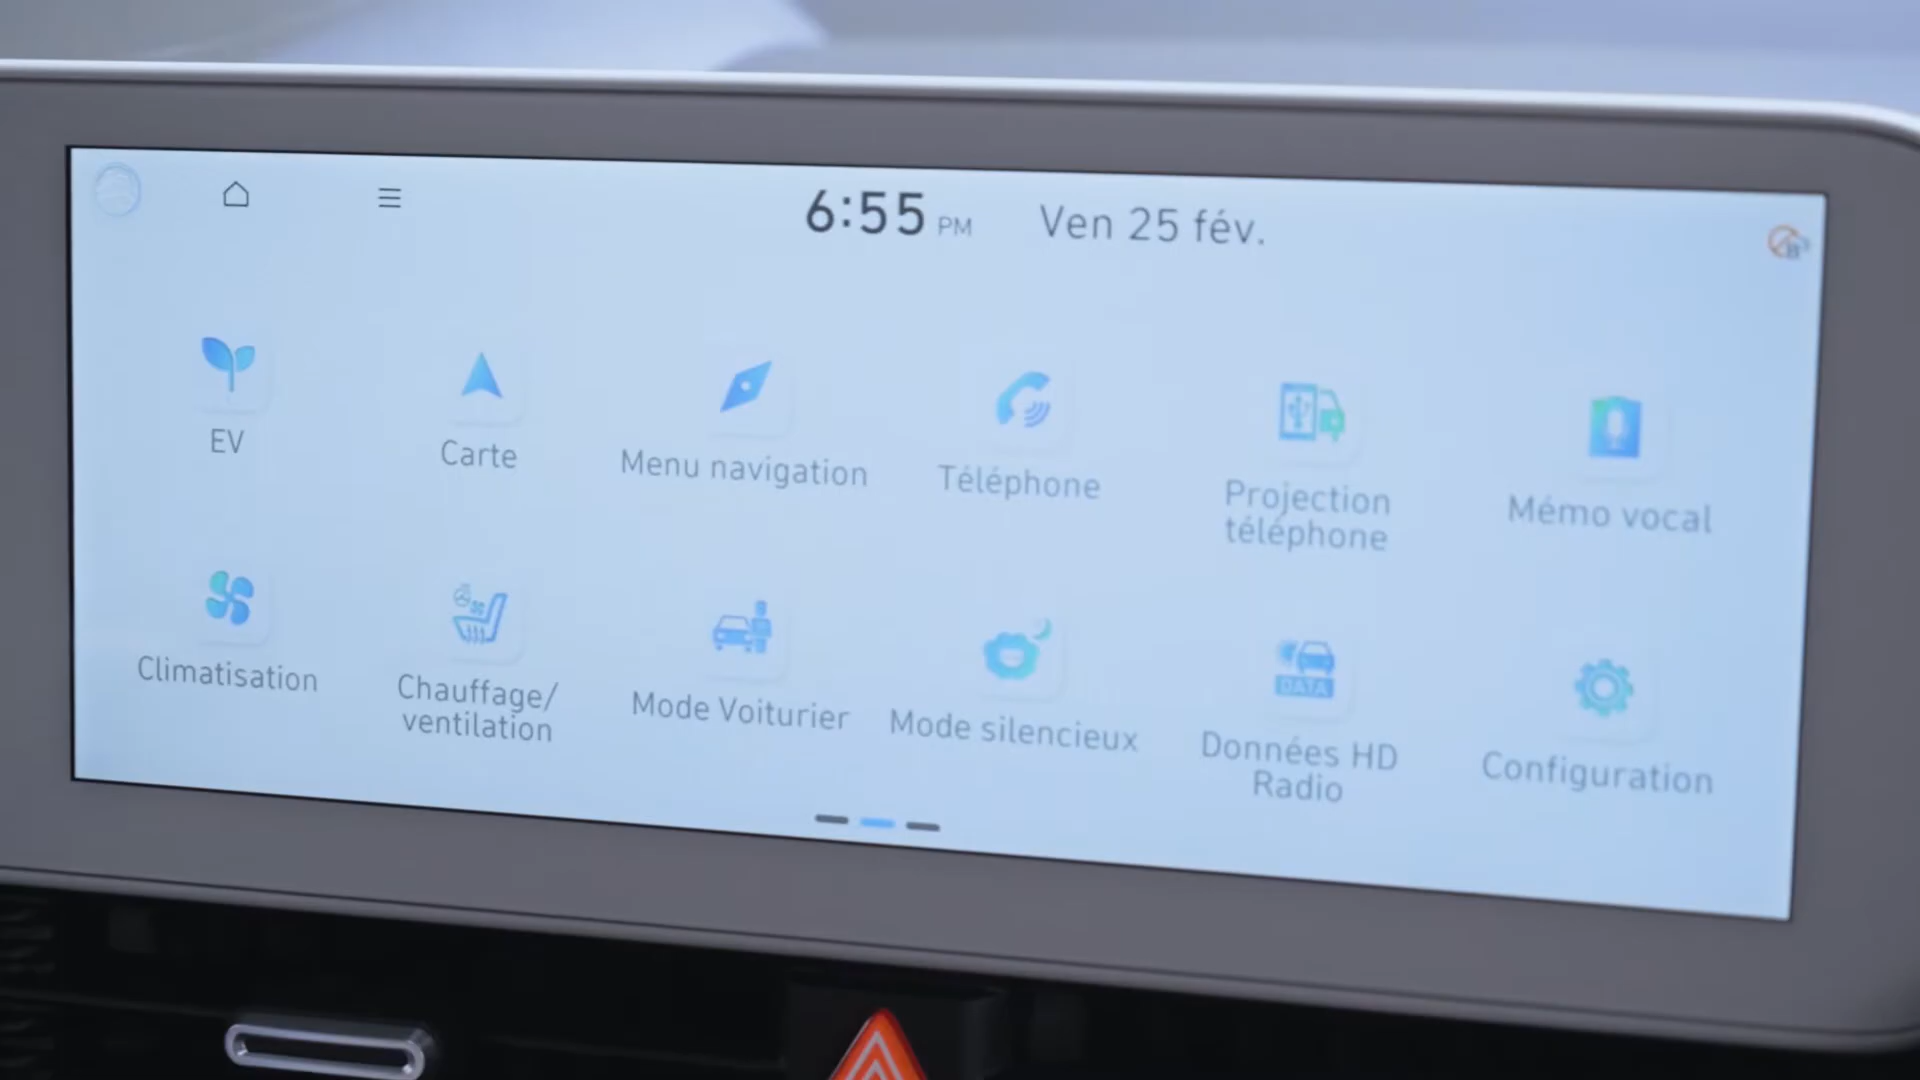 6:55 PM Ven 25 fév.
EV
Carte
Menu navigation
Téléphone
Projection
téléphone
Mémo vocal
Climatisation
Chauffage/
ventilation
Mode Voiturier
Mode silencieux
DATA
Données HD
Radio
Configuration